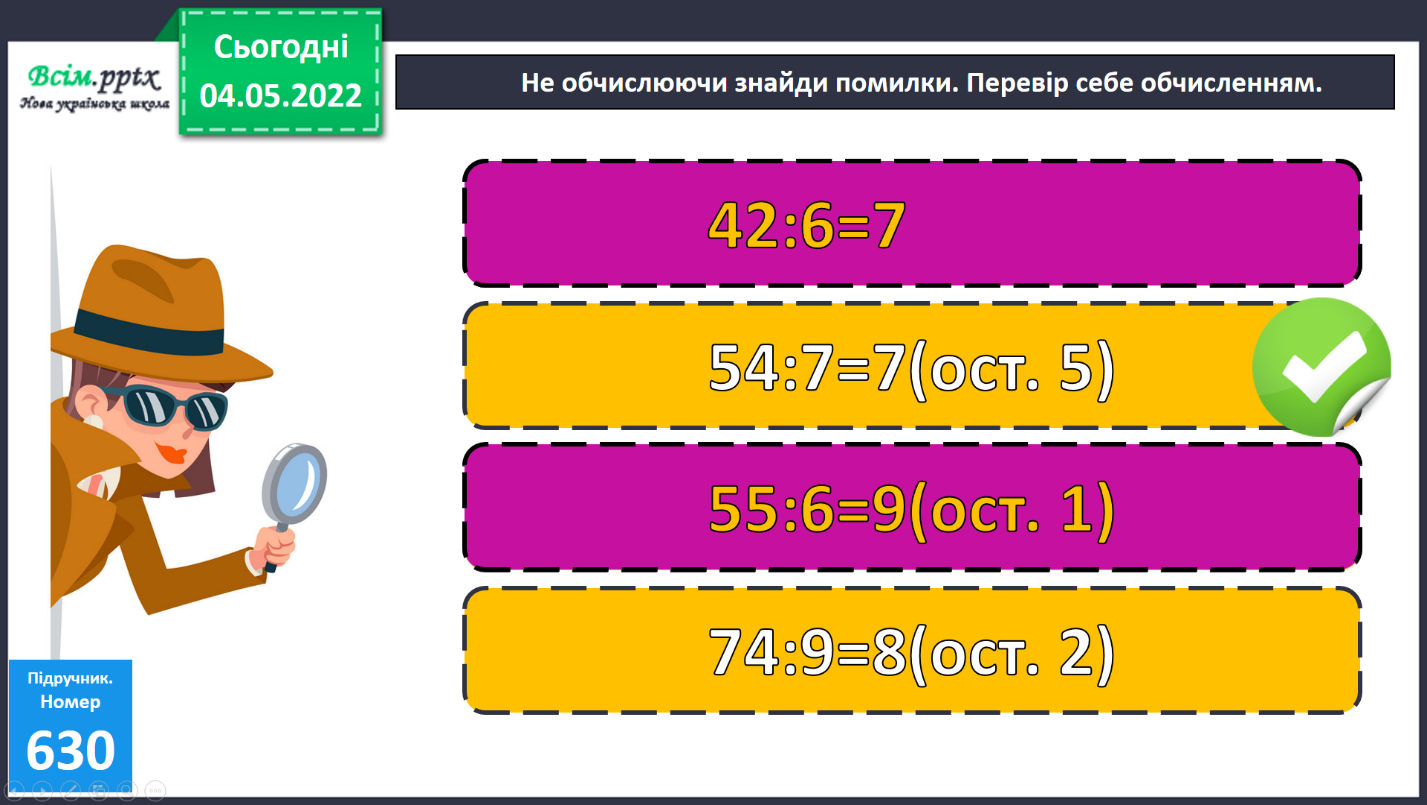 Сьогодні
04.05.2022
Всім.pptx
Нова українська школа
Не обчислюючи знайди помилки. Перевір себе обчисленням.
42:6=7
54:7=7(ост. 5)
55:6=9(ост. 1)
74:9=8(ост. 2)
Підручник.
Номер
630